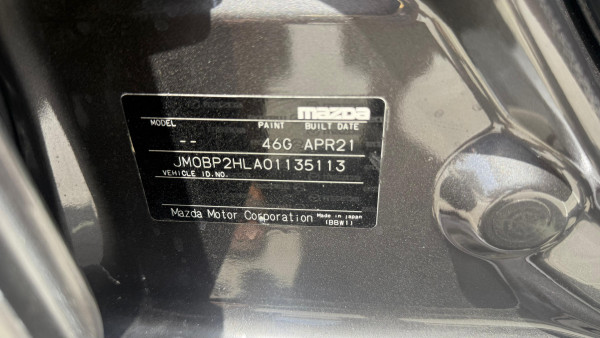 mazda
MODEL PAINT BUILT DATE
-- 46G APR21
JM0BP2HLA01135113
VEHICLE ID.NO.
Mazda Motor Corporation Made in Japan
(BBW1)